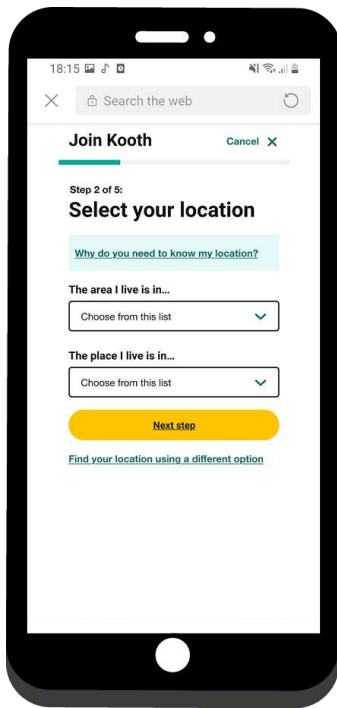 18:15
Search the web
Join Kooth Cancel X
Step 2 of 5:
Select your location
Why do you need to know my location?
The area I live is in...
Choose from this list
The place I live is in...
Choose from this list
Next step
Find your location using a different option